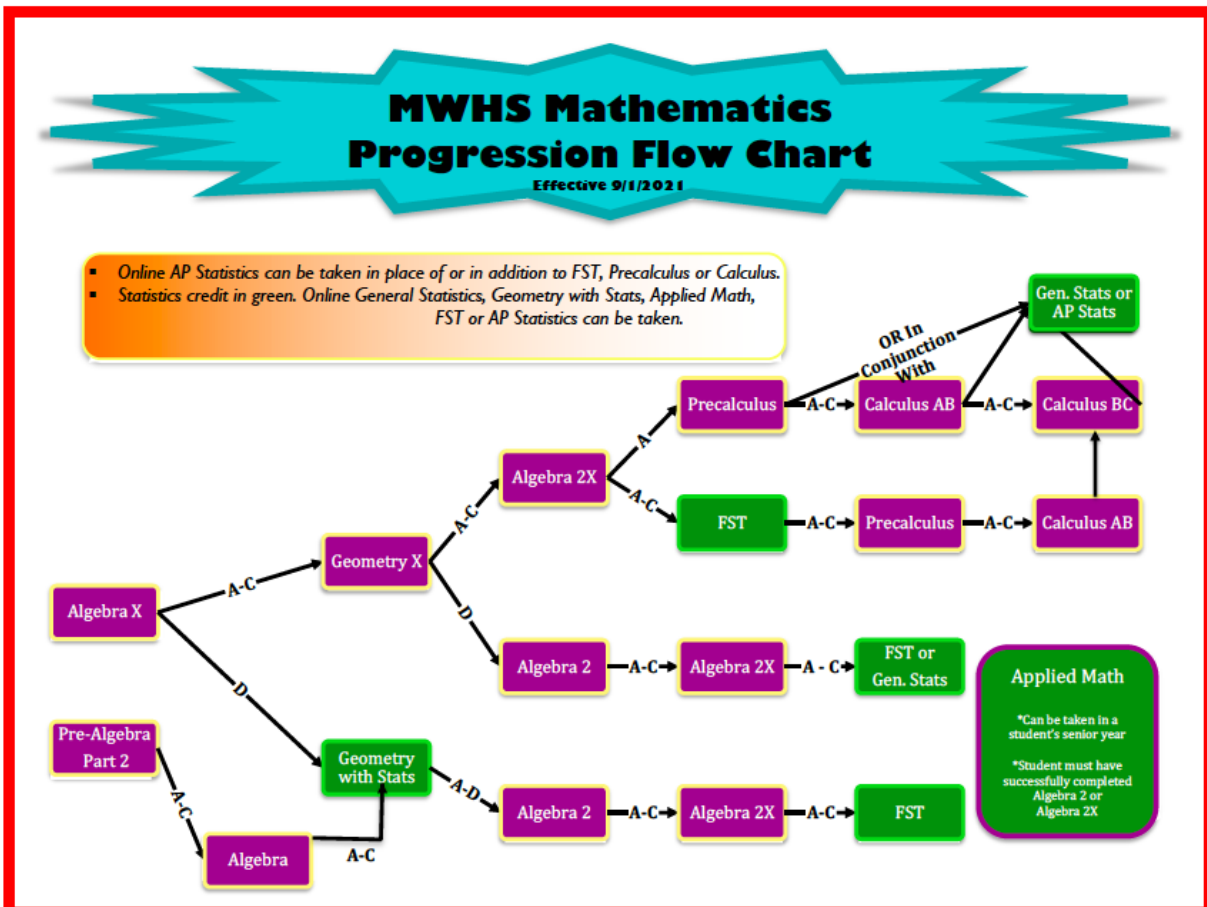 MWHS Mathematics
Progression Flow Chart
Effective 9/1/2021
▪ Online AP Statistics can be taken in place of or in addition to FST, Precalculus or Calculus.
▪ Statistics credit in green. Online General Statistics, Geometry with Stats, Applied Math,
FST or AP Statistics can be taken.
Gen. Stats or
AP Stats
OR In
Conjunction
With
Precalculus
A-C
Calculus AB
A-C
Calculus BC
A
Algebra 2X
A-C
A-C
FST
A-C
Precalculus
A-C
Calculus AB
Geometry X
A-C
Algebra X
D
D
Algebra 2
A-C
Algebra 2X
A - C
FST or
Gen. Stats
Applied Math
*Can be taken in a
student's senior year
*Student must have
successfully completed
Algebra 2 or
Algebra 2X
Pre-Algebra
Part 2
Geometry
with Stats
A-D
A-C
Algebra 2
A-C
Algebra 2X
A-C
FST
Algebra
A-C